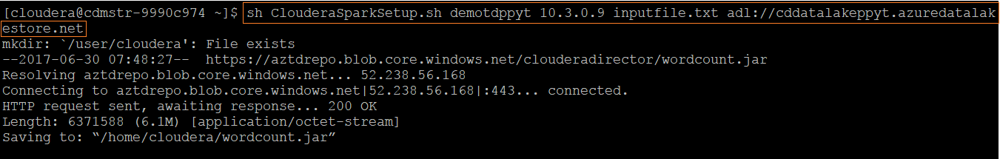 [cloudera@cdmstr-9990c974 ~]$ sh ClouderaSparkSetup.sh demotdppyt 10.3.0.9 inputfile.txt adl://cddatalakeppyt.azuredatalak
estore.net
mkdir: `/user/cloudera': File exists
--2017-06-30 07:48:27--  https://aztdrepo.blob.core.windows.net/clouderadirector/wordcount.jar
Resolving aztdrepo.blob.core.windows.net... 52.238.56.168
Connecting to aztdrepo.blob.core.windows.net|52.238.56.168|:443... connected.
HTTP request sent, awaiting response... 200 OK
Length: 6371588 (6.1M) [application/octet-stream]
Saving to: “/home/cloudera/wordcount.jar”